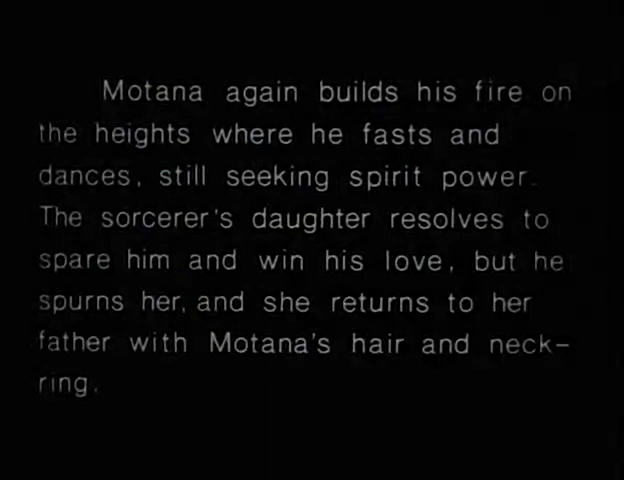 Motana again builds his fire on
the heights where he fasts and
dances, still seeking spirit power.
The sorcerer's daughter resolves to
spare him and win his love, but he
spurns her, and she returns to her
father with Motana's hair and neck-
ring.